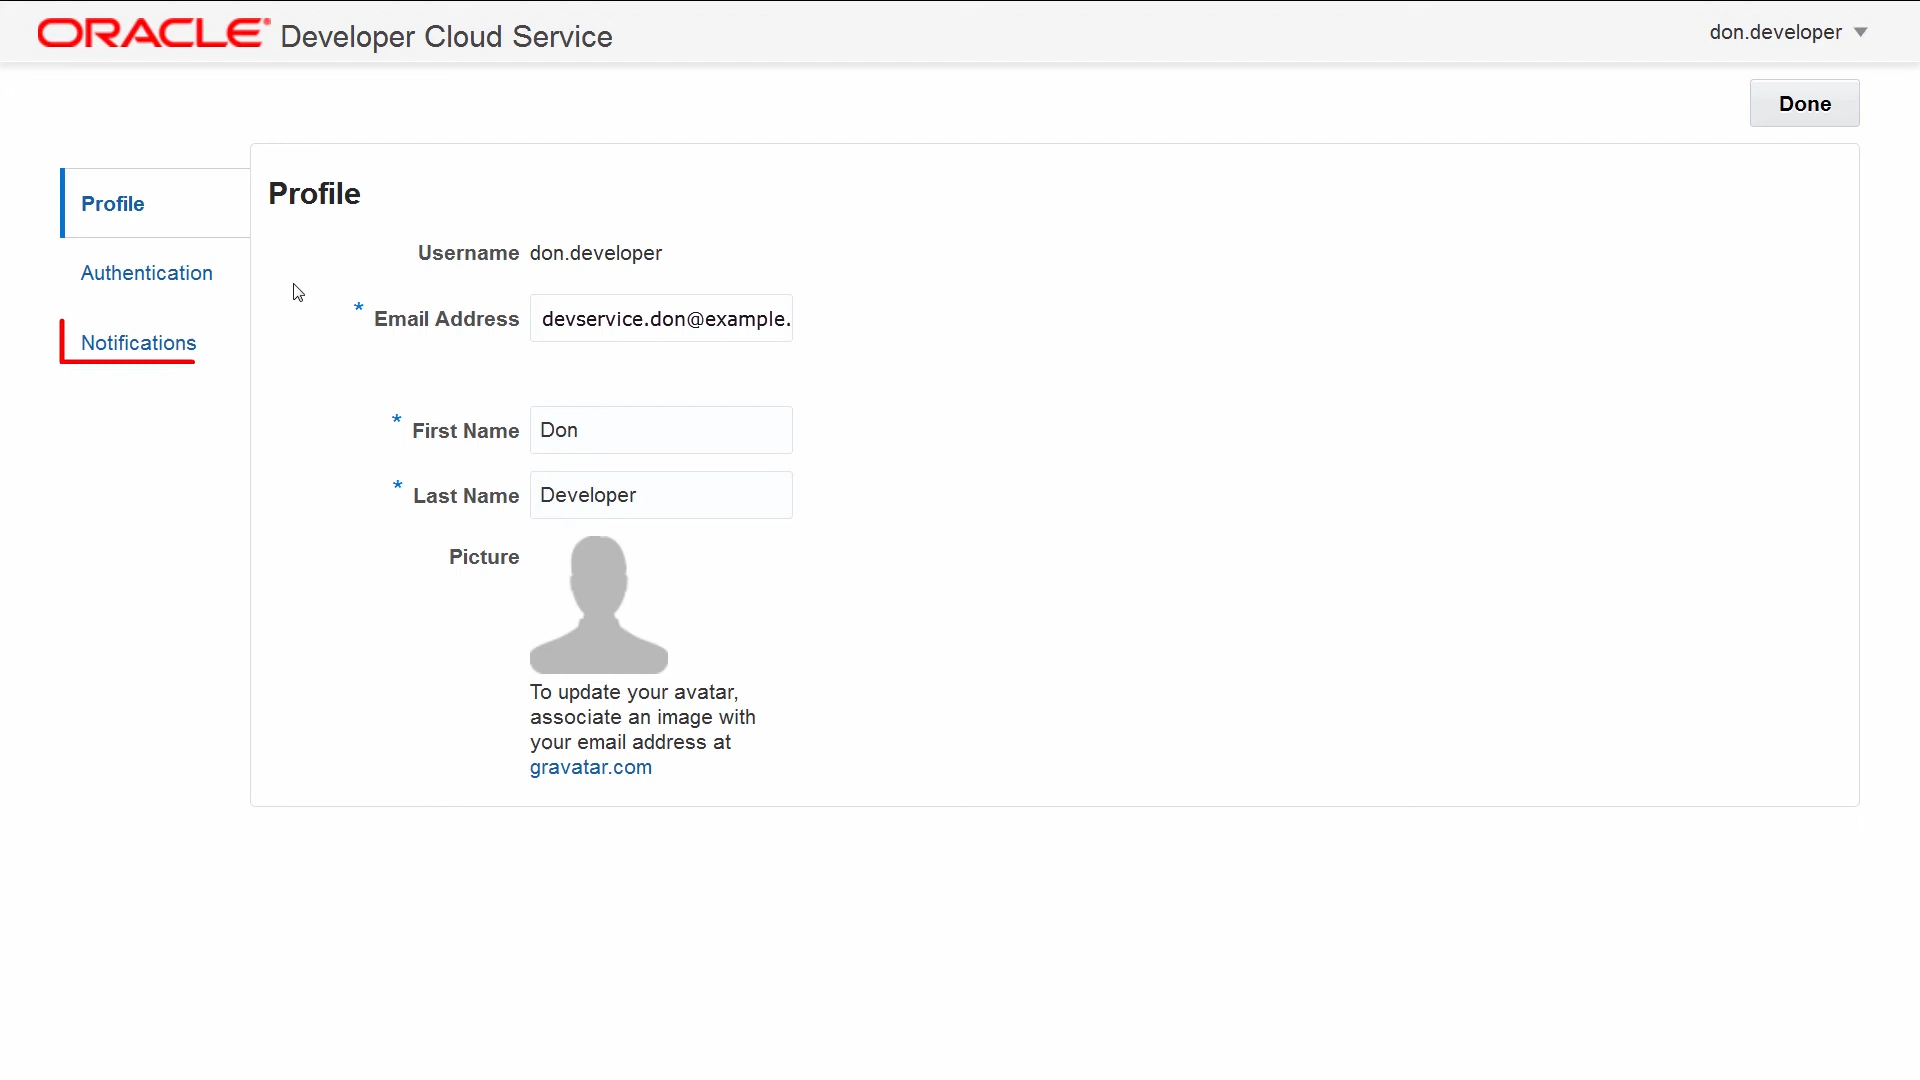 ORACLE Developer Cloud Service
don.developer
Done
Profile
Authentication
Notifications
Profile
Username don.developer
* Email Address devservice.don@example.
* First Name Don
* Last Name Developer
Picture
To update your avatar,
associate an image with
your email address at
gravatar.com